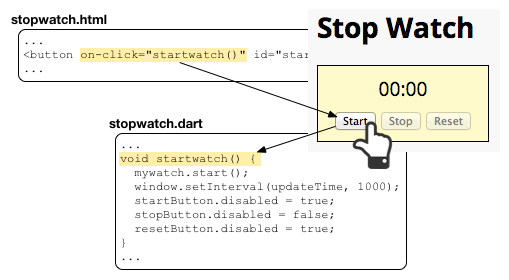 stopwatch.html
...
<button on-click="startwatch()" id="star
...
Stop Watch
00:00
Start Stop Reset
stopwatch.dart
...
void startwatch() {
  mywatch.start();
  window.setInterval(updateTime, 1000);
  startButton.disabled = true;
  stopButton.disabled = false;
  resetButton.disabled = true;
}
...